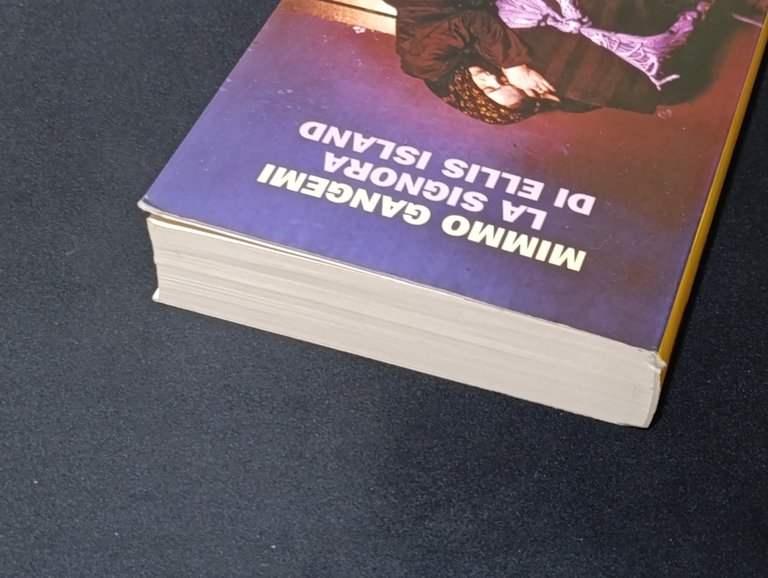 MIMMO GANGEMI
LA SIGNORA
DI ELLIS ISLAND